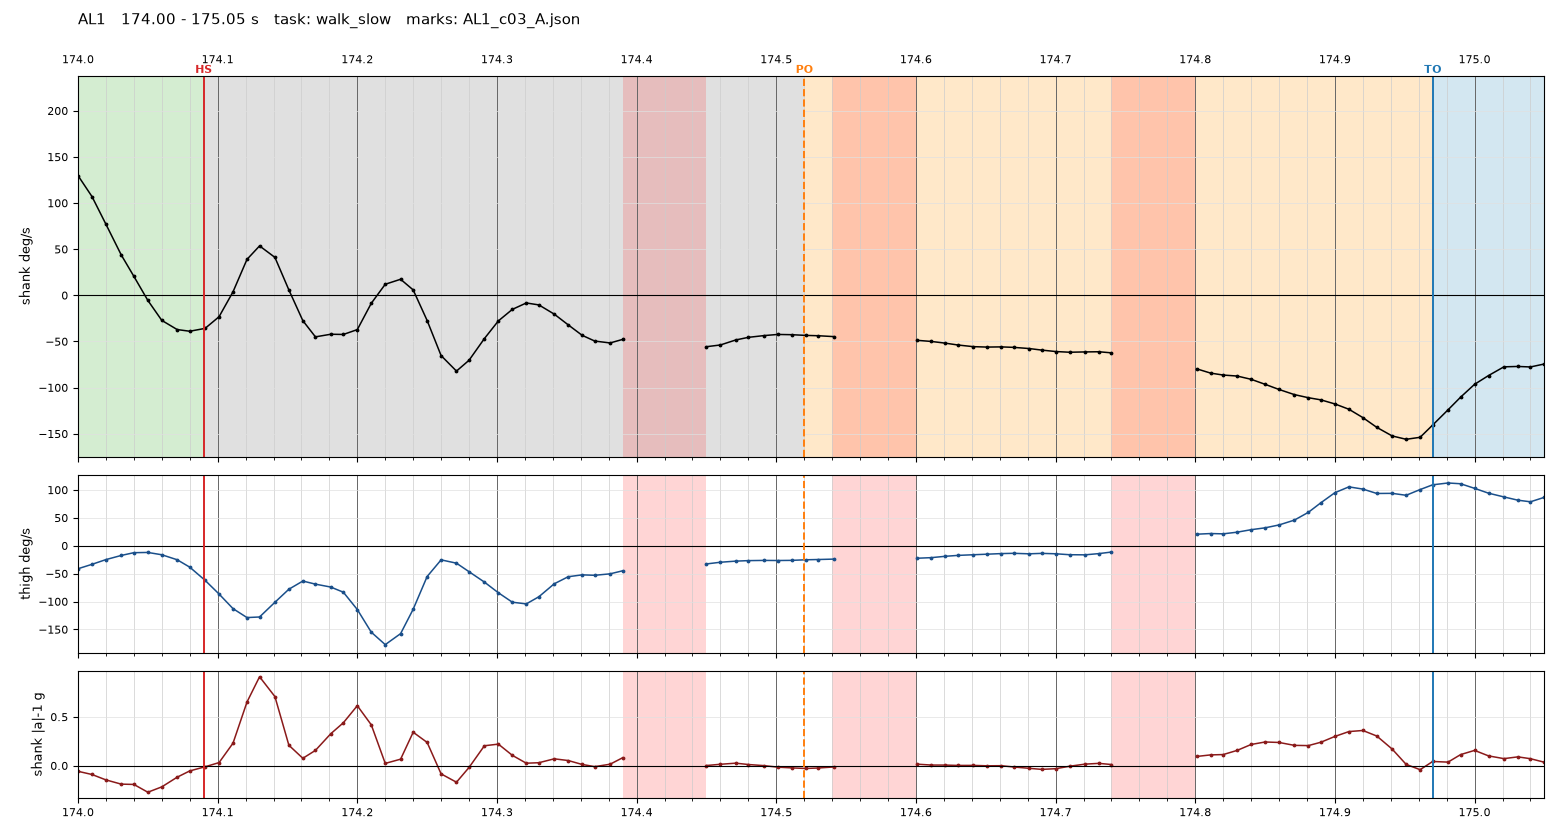 AL1   174.00 - 175.05 s   task: walk_slow   marks: AL1_c03_A.json
174.0 174.1 174.2 174.3 174.4 174.5 174.6 174.7 174.8 174.9 175.0
HS PO TO
shank deg/s
200
150
100
50
0
−50
−100
−150
thigh deg/s
100
50
0
−50
−100
−150
shank |a|-1 g
0.5
0.0
174.0 174.1 174.2 174.3 174.4 174.5 174.6 174.7 174.8 174.9 175.0